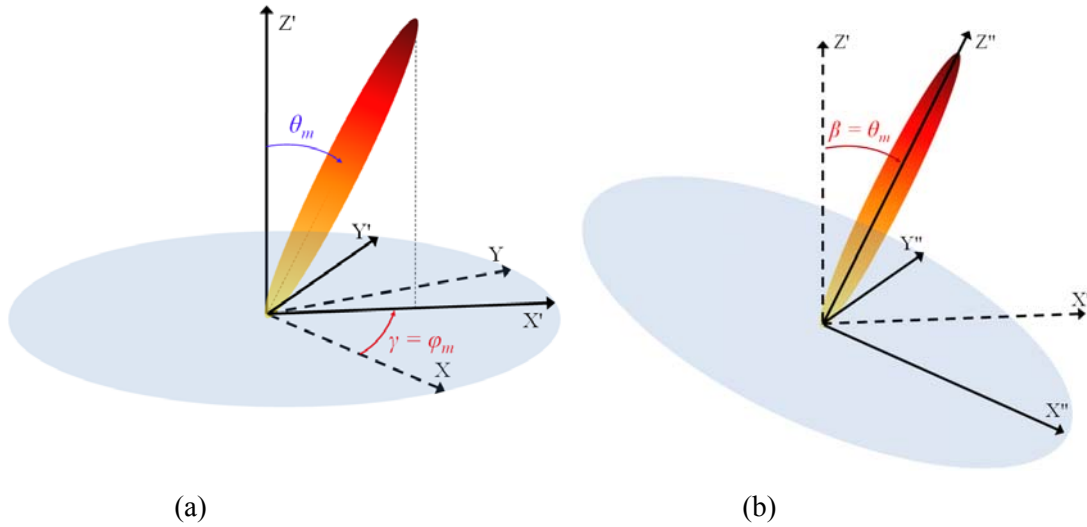 Z'
θm
Y'
Y
X'
γ = φm
X
(a)
Z'
Z"
β = θm
Y"
X'
X"
(b)